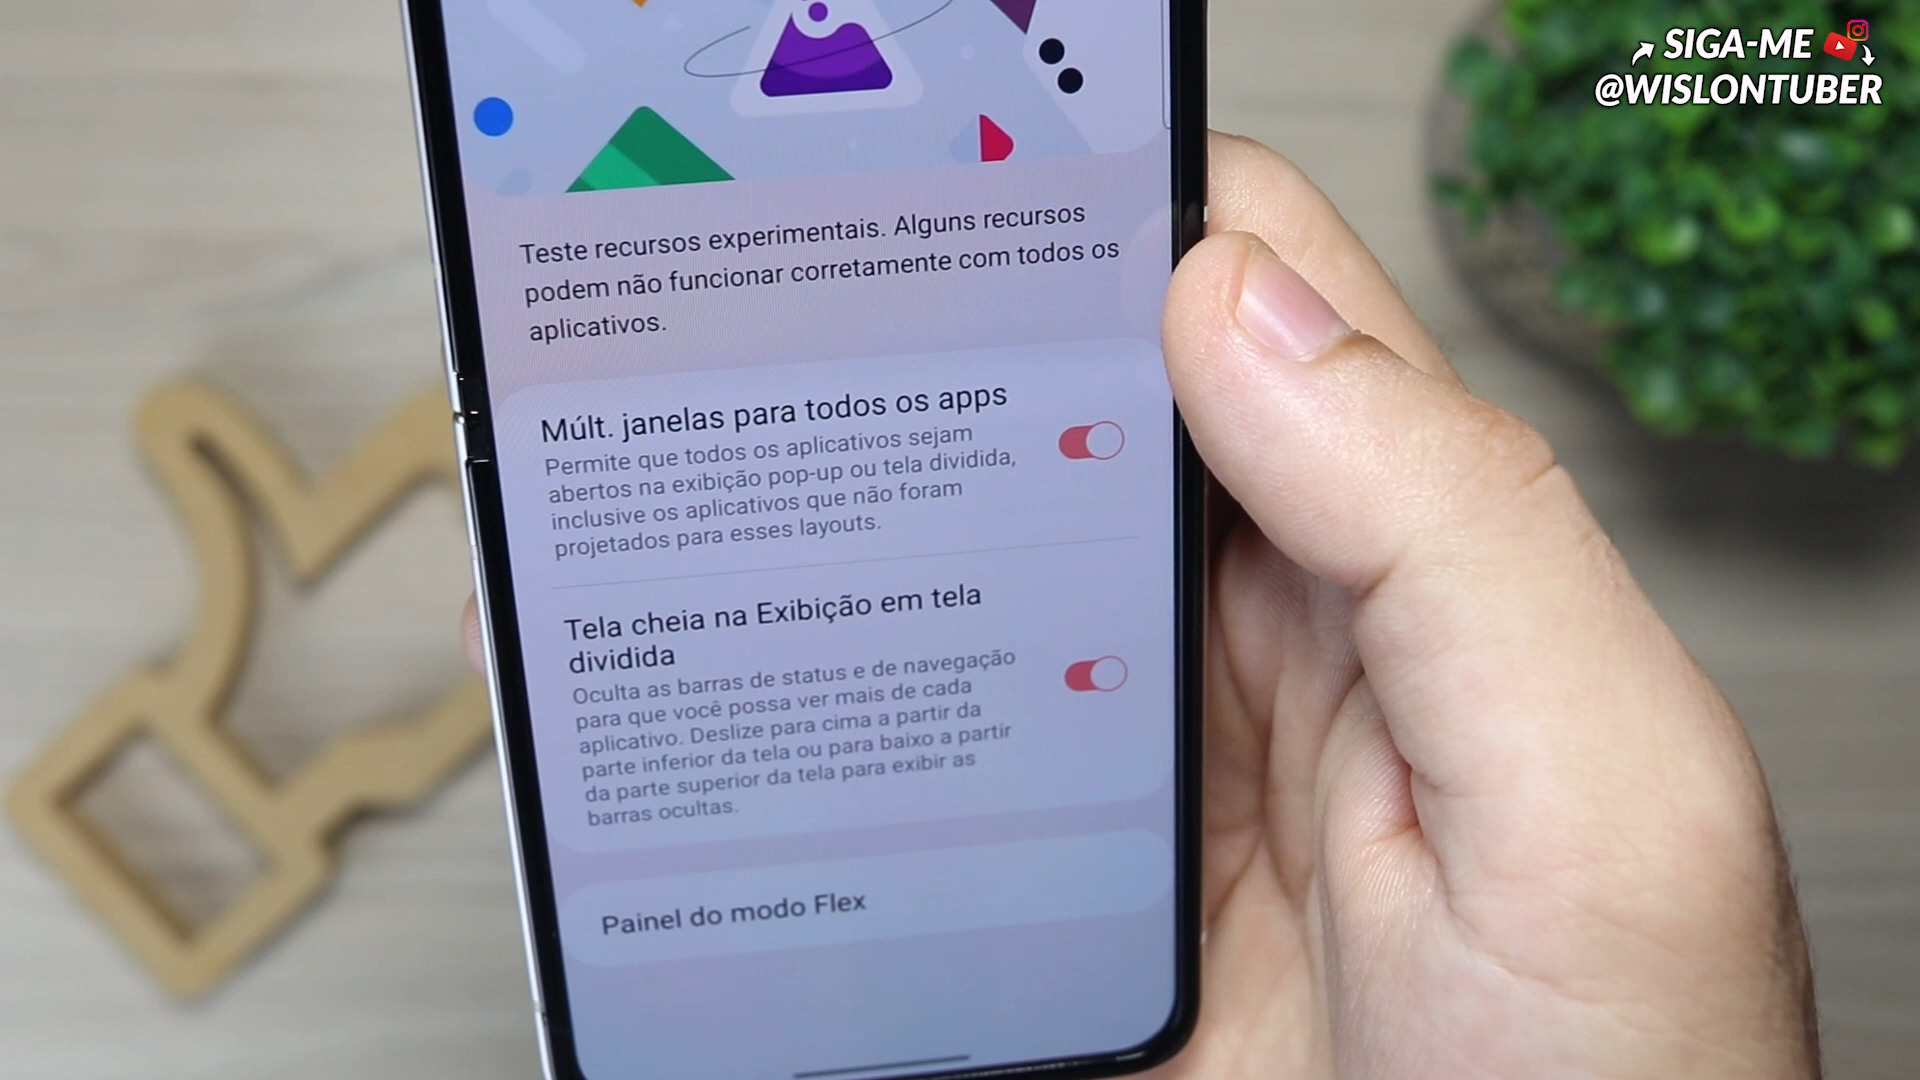 SIGA-ME
@WISLONTUBER
Teste recursos experimentais. Alguns recursos
podem não funcionar corretamente com todos os
aplicativos.
Múlt. janelas para todos os apps
Permite que todos os aplicativos sejam
abertos na exibição pop-up ou tela dividida,
inclusive os aplicativos que não foram
projetados para esses layouts.
Tela cheia na Exibição em tela
dividida
Oculta as barras de status e de navegação
para que você possa ver mais de cada
aplicativo. Deslize para cima a partir da
parte inferior da tela ou para baixo a partir
da parte superior da tela para exibir as
barras ocultas.
Painel do modo Flex